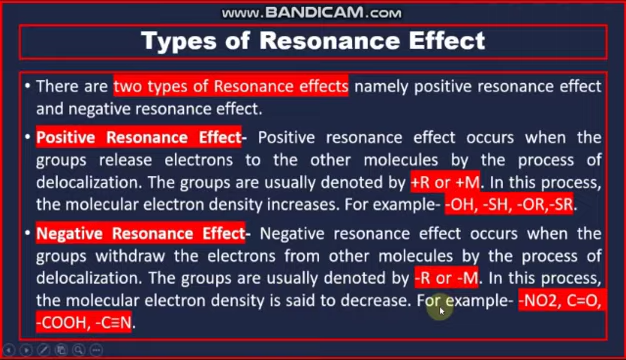 www.BANDICAM.com
Types of Resonance Effect
• There are two types of Resonance effects namely positive resonance effect
and negative resonance effect.
• Positive Resonance Effect- Positive resonance effect occurs when the
groups release electrons to the other molecules by the process of
delocalization. The groups are usually denoted by +R or +M. In this process,
the molecular electron density increases. For example- -OH, -SH, -OR,-SR.
• Negative Resonance Effect- Negative resonance effect occurs when the
groups withdraw the electrons from other molecules by the process of
delocalization. The groups are usually denoted by -R or -M. In this process,
the molecular electron density is said to decrease. For example- -NO2, C=O,
-COOH, -C≡N.